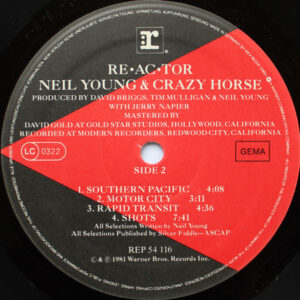 r
RE•AC•TOR
NEIL YOUNG & CRAZY HORSE
PRODUCED BY DAVID BRIGGS, TIM MULLIGAN & NEIL YOUNG
WITH JERRY NAPIER
MASTERED BY
DAVID GOLD AT GOLD STAR STUDIOS, HOLLYWOOD, CALIFORNIA
RECORDED AT MODERN RECORDERS, REDWOOD CITY, CALIFORNIA
LC 0322
GEMA
SIDE 2
1. SOUTHERN PACIFIC 4:08
2. MOTOR CITY 3:11
3. RAPID TRANSIT 4:36
4. SHOTS 7:41
All Selections Written by Neil Young
All Selections Published by Silver Fiddle—ASCAP
REP 54 116
℗ & © 1981 Warner Bros. Records Inc.